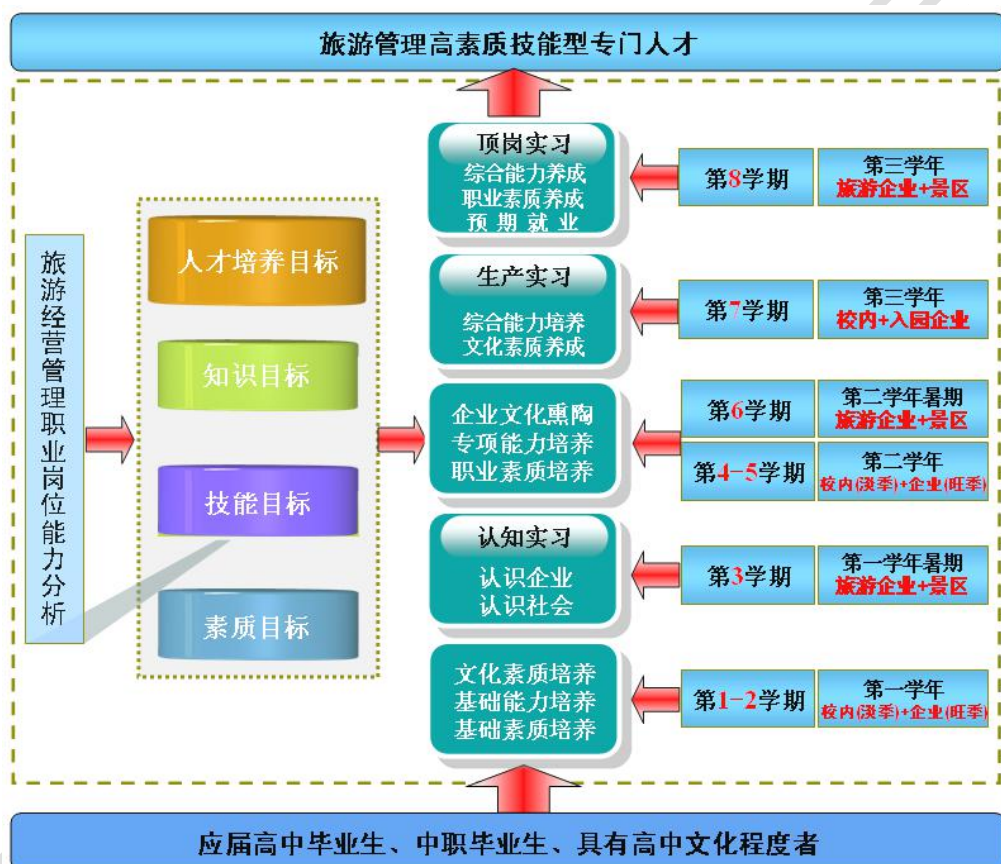 旅游管理高素质技能型专门人才
旅游经营管理职业岗位能力分析
人才培养目标
知识目标
技能目标
素质目标
顶岗实习
综合能力养成
职业素质养成
预期就业
第8学期
第三学年
旅游企业+景区
生产实习
综合能力培养
文化素质养成
第7学期
第三学年
校内+入园企业
企业文化熏陶
专项能力培养
职业素质培养
第6学期
第二学年暑期
旅游企业+景区
第4-5学期
第二学年
校内(淡季)+企业(旺季)
认知实习
认识企业
认识社会
第3学期
第一学年暑期
旅游企业+景区
文化素质培养
基础能力培养
基础素质培养
第1-2学期
第一学年
校内(淡季)+企业(旺季)
应届高中毕业生、中职毕业生、具有高中文化程度者